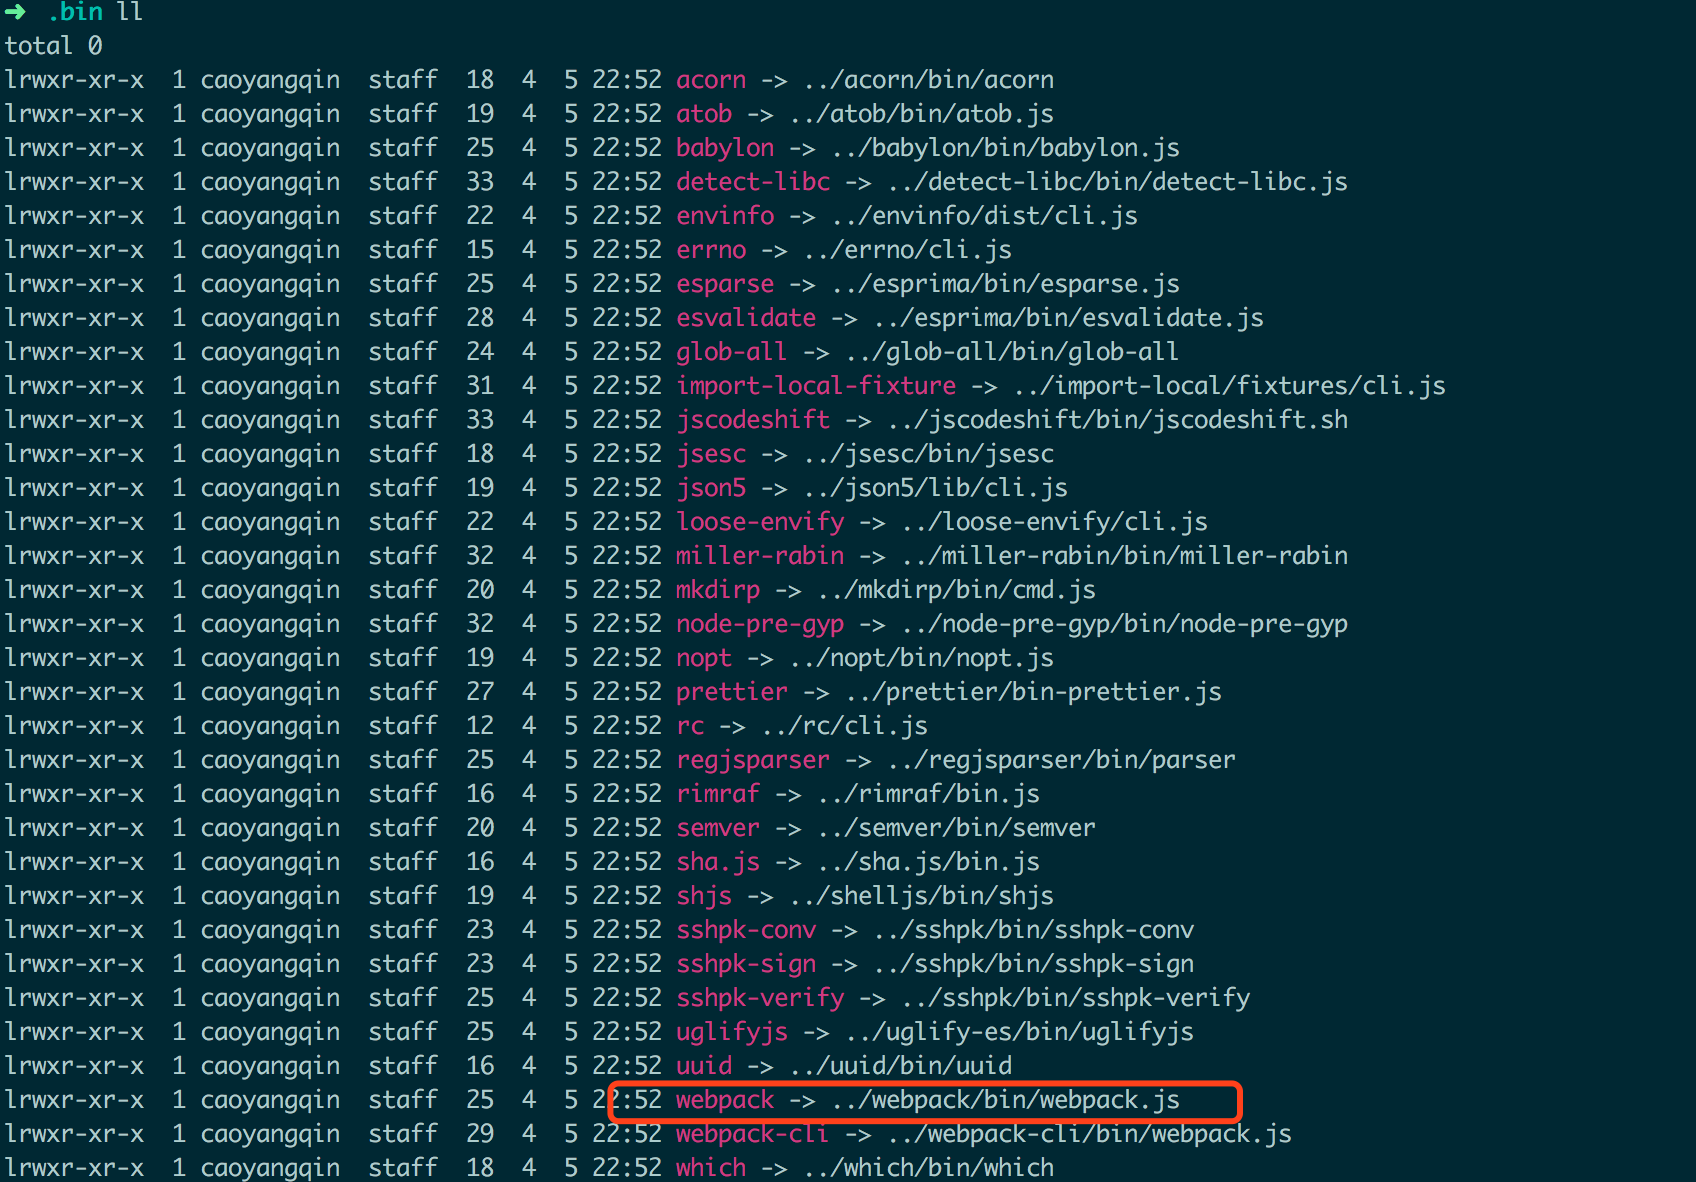 ➜ .bin ll
total 0
lrwxr-xr-x 1 caoyangqin staff 18 4 5 22:52 acorn -> ../acorn/bin/acorn
lrwxr-xr-x 1 caoyangqin staff 19 4 5 22:52 atob -> ../atob/bin/atob.js
lrwxr-xr-x 1 caoyangqin staff 25 4 5 22:52 babylon -> ../babylon/bin/babylon.js
lrwxr-xr-x 1 caoyangqin staff 33 4 5 22:52 detect-libc -> ../detect-libc/bin/detect-libc.js
lrwxr-xr-x 1 caoyangqin staff 22 4 5 22:52 envinfo -> ../envinfo/dist/cli.js
lrwxr-xr-x 1 caoyangqin staff 15 4 5 22:52 errno -> ../errno/cli.js
lrwxr-xr-x 1 caoyangqin staff 25 4 5 22:52 esparse -> ../esprima/bin/esparse.js
lrwxr-xr-x 1 caoyangqin staff 28 4 5 22:52 esvalidate -> ../esprima/bin/esvalidate.js
lrwxr-xr-x 1 caoyangqin staff 24 4 5 22:52 glob-all -> ../glob-all/bin/glob-all
lrwxr-xr-x 1 caoyangqin staff 31 4 5 22:52 import-local-fixture -> ../import-local/fixtures/cli.js
lrwxr-xr-x 1 caoyangqin staff 33 4 5 22:52 jscodeshift -> ../jscodeshift/bin/jscodeshift.sh
lrwxr-xr-x 1 caoyangqin staff 18 4 5 22:52 jsesc -> ../jsesc/bin/jsesc
lrwxr-xr-x 1 caoyangqin staff 19 4 5 22:52 json5 -> ../json5/lib/cli.js
lrwxr-xr-x 1 caoyangqin staff 22 4 5 22:52 loose-envify -> ../loose-envify/cli.js
lrwxr-xr-x 1 caoyangqin staff 32 4 5 22:52 miller-rabin -> ../miller-rabin/bin/miller-rabin
lrwxr-xr-x 1 caoyangqin staff 20 4 5 22:52 mkdirp -> ../mkdirp/bin/cmd.js
lrwxr-xr-x 1 caoyangqin staff 32 4 5 22:52 node-pre-gyp -> ../node-pre-gyp/bin/node-pre-gyp
lrwxr-xr-x 1 caoyangqin staff 19 4 5 22:52 nopt -> ../nopt/bin/nopt.js
lrwxr-xr-x 1 caoyangqin staff 27 4 5 22:52 prettier -> ../prettier/bin-prettier.js
lrwxr-xr-x 1 caoyangqin staff 12 4 5 22:52 rc -> ../rc/cli.js
lrwxr-xr-x 1 caoyangqin staff 25 4 5 22:52 regjsparser -> ../regjsparser/bin/parser
lrwxr-xr-x 1 caoyangqin staff 16 4 5 22:52 rimraf -> ../rimraf/bin.js
lrwxr-xr-x 1 caoyangqin staff 20 4 5 22:52 semver -> ../semver/bin/semver
lrwxr-xr-x 1 caoyangqin staff 16 4 5 22:52 sha.js -> ../sha.js/bin.js
lrwxr-xr-x 1 caoyangqin staff 19 4 5 22:52 shjs -> ../shelljs/bin/shjs
lrwxr-xr-x 1 caoyangqin staff 23 4 5 22:52 sshpk-conv -> ../sshpk/bin/sshpk-conv
lrwxr-xr-x 1 caoyangqin staff 23 4 5 22:52 sshpk-sign -> ../sshpk/bin/sshpk-sign
lrwxr-xr-x 1 caoyangqin staff 25 4 5 22:52 sshpk-verify -> ../sshpk/bin/sshpk-verify
lrwxr-xr-x 1 caoyangqin staff 25 4 5 22:52 uglifyjs -> ../uglify-es/bin/uglifyjs
lrwxr-xr-x 1 caoyangqin staff 16 4 5 22:52 uuid -> ../uuid/bin/uuid
lrwxr-xr-x 1 caoyangqin staff 25 4 5 22:52 webpack -> ../webpack/bin/webpack.js
lrwxr-xr-x 1 caoyangqin staff 29 4 5 22:52 webpack-cli -> ../webpack-cli/bin/webpack.js
lrwxr-xr-x 1 caoyangqin staff 18 4 5 22:52 which -> ../which/bin/which